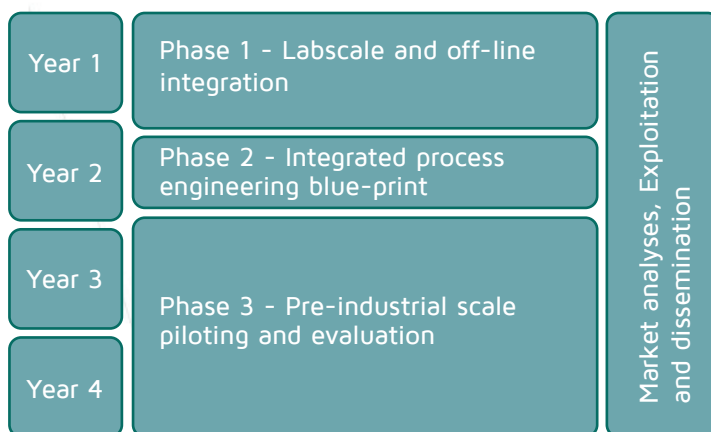 Year 1
Phase 1 - Labscale and off-line
integration
Year 2
Phase 2 - Integrated process
engineering blue-print
Year 3
Phase 3 - Pre-industrial scale
piloting and evaluation
Year 4
Market analyses, Exploitation
and dissemination